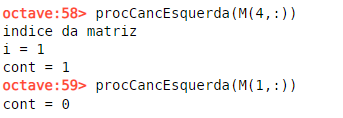 octave:58> procCancEsquerda(M(4,:))
indice da matriz
i = 1
cont = 1
octave:59> procCancEsquerda(M(1,:))
cont = 0